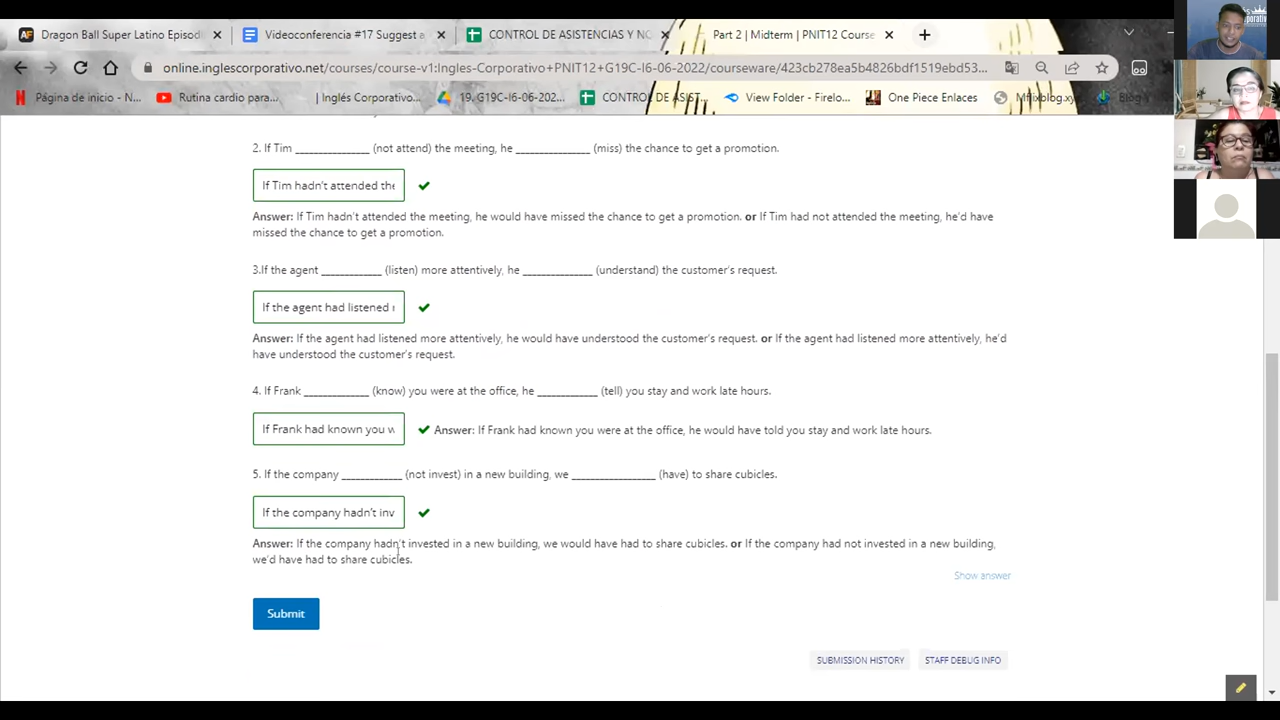 Dragon Ball Super Latino Episodi
Videoconferencia #17 Suggest a
CONTROL DE ASISTENCIAS Y NO
Part 2 | Midterm | PNIT12 Course
online.inglescorporativo.net/courses/course-v1:Ingles-Corporativo+PNIT12+G19C-I6-06-2022/courseware/423cb278ea5b4826bdf1519ebd53...
Página de inicio - N...
Rutina cardio para...
| Inglés Corporativo...
19. G19C-I6-06-202...
CONTROL DE ASIST...
View Folder - Firelo...
One Piece Enlaces
Mflixblog.xy
Blog
2. If Tim _______________ (not attend) the meeting, he _______________ (miss) the chance to get a promotion.
If Tim hadn't attended the
Answer: If Tim hadn't attended the meeting, he would have missed the chance to get a promotion. or If Tim had not attended the meeting, he'd have
missed the chance to get a promotion.
3.If the agent ____________ (listen) more attentively, he ______________ (understand) the customer's request.
If the agent had listened
Answer: If the agent had listened more attentively, he would have understood the customer's request. or If the agent had listened more attentively, he'd
have understood the customer's request.
4. If Frank _____________ (know) you were at the office, he ____________ (tell) you stay and work late hours.
If Frank had known you w
Answer: If Frank had known you were at the office, he would have told you stay and work late hours.
5. If the company ____________ (not invest) in a new building, we _________________ (have) to share cubicles.
If the company hadn't inv
Answer: If the company hadn't invested in a new building, we would have had to share cubicles. or If the company had not invested in a new building,
we'd have had to share cubicles.
Show answer
Submit
SUBMISSION HISTORY
STAFF DEBUG INFO